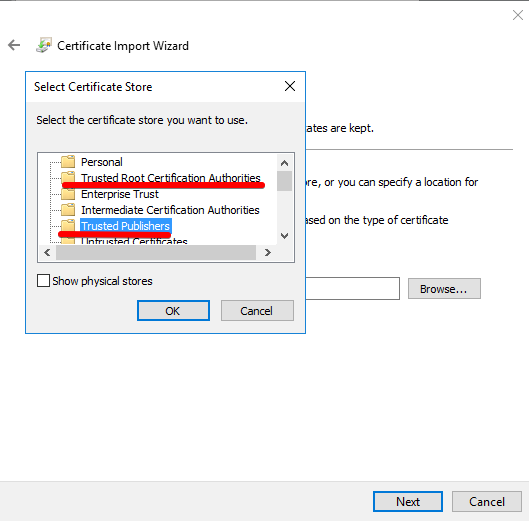 Certificate Import Wizard
Select Certificate Store
Select the certificate store you want to use.
ates are kept.
Personal
Trusted Root Certification Authorities
re, or you can specify a location for
Enterprise Trust
Intermediate Certification Authorities
ased on the type of certificate
Trusted Publishers
Untrusted Certificates
Show physical stores
Browse...
OK
Cancel
Next
Cancel